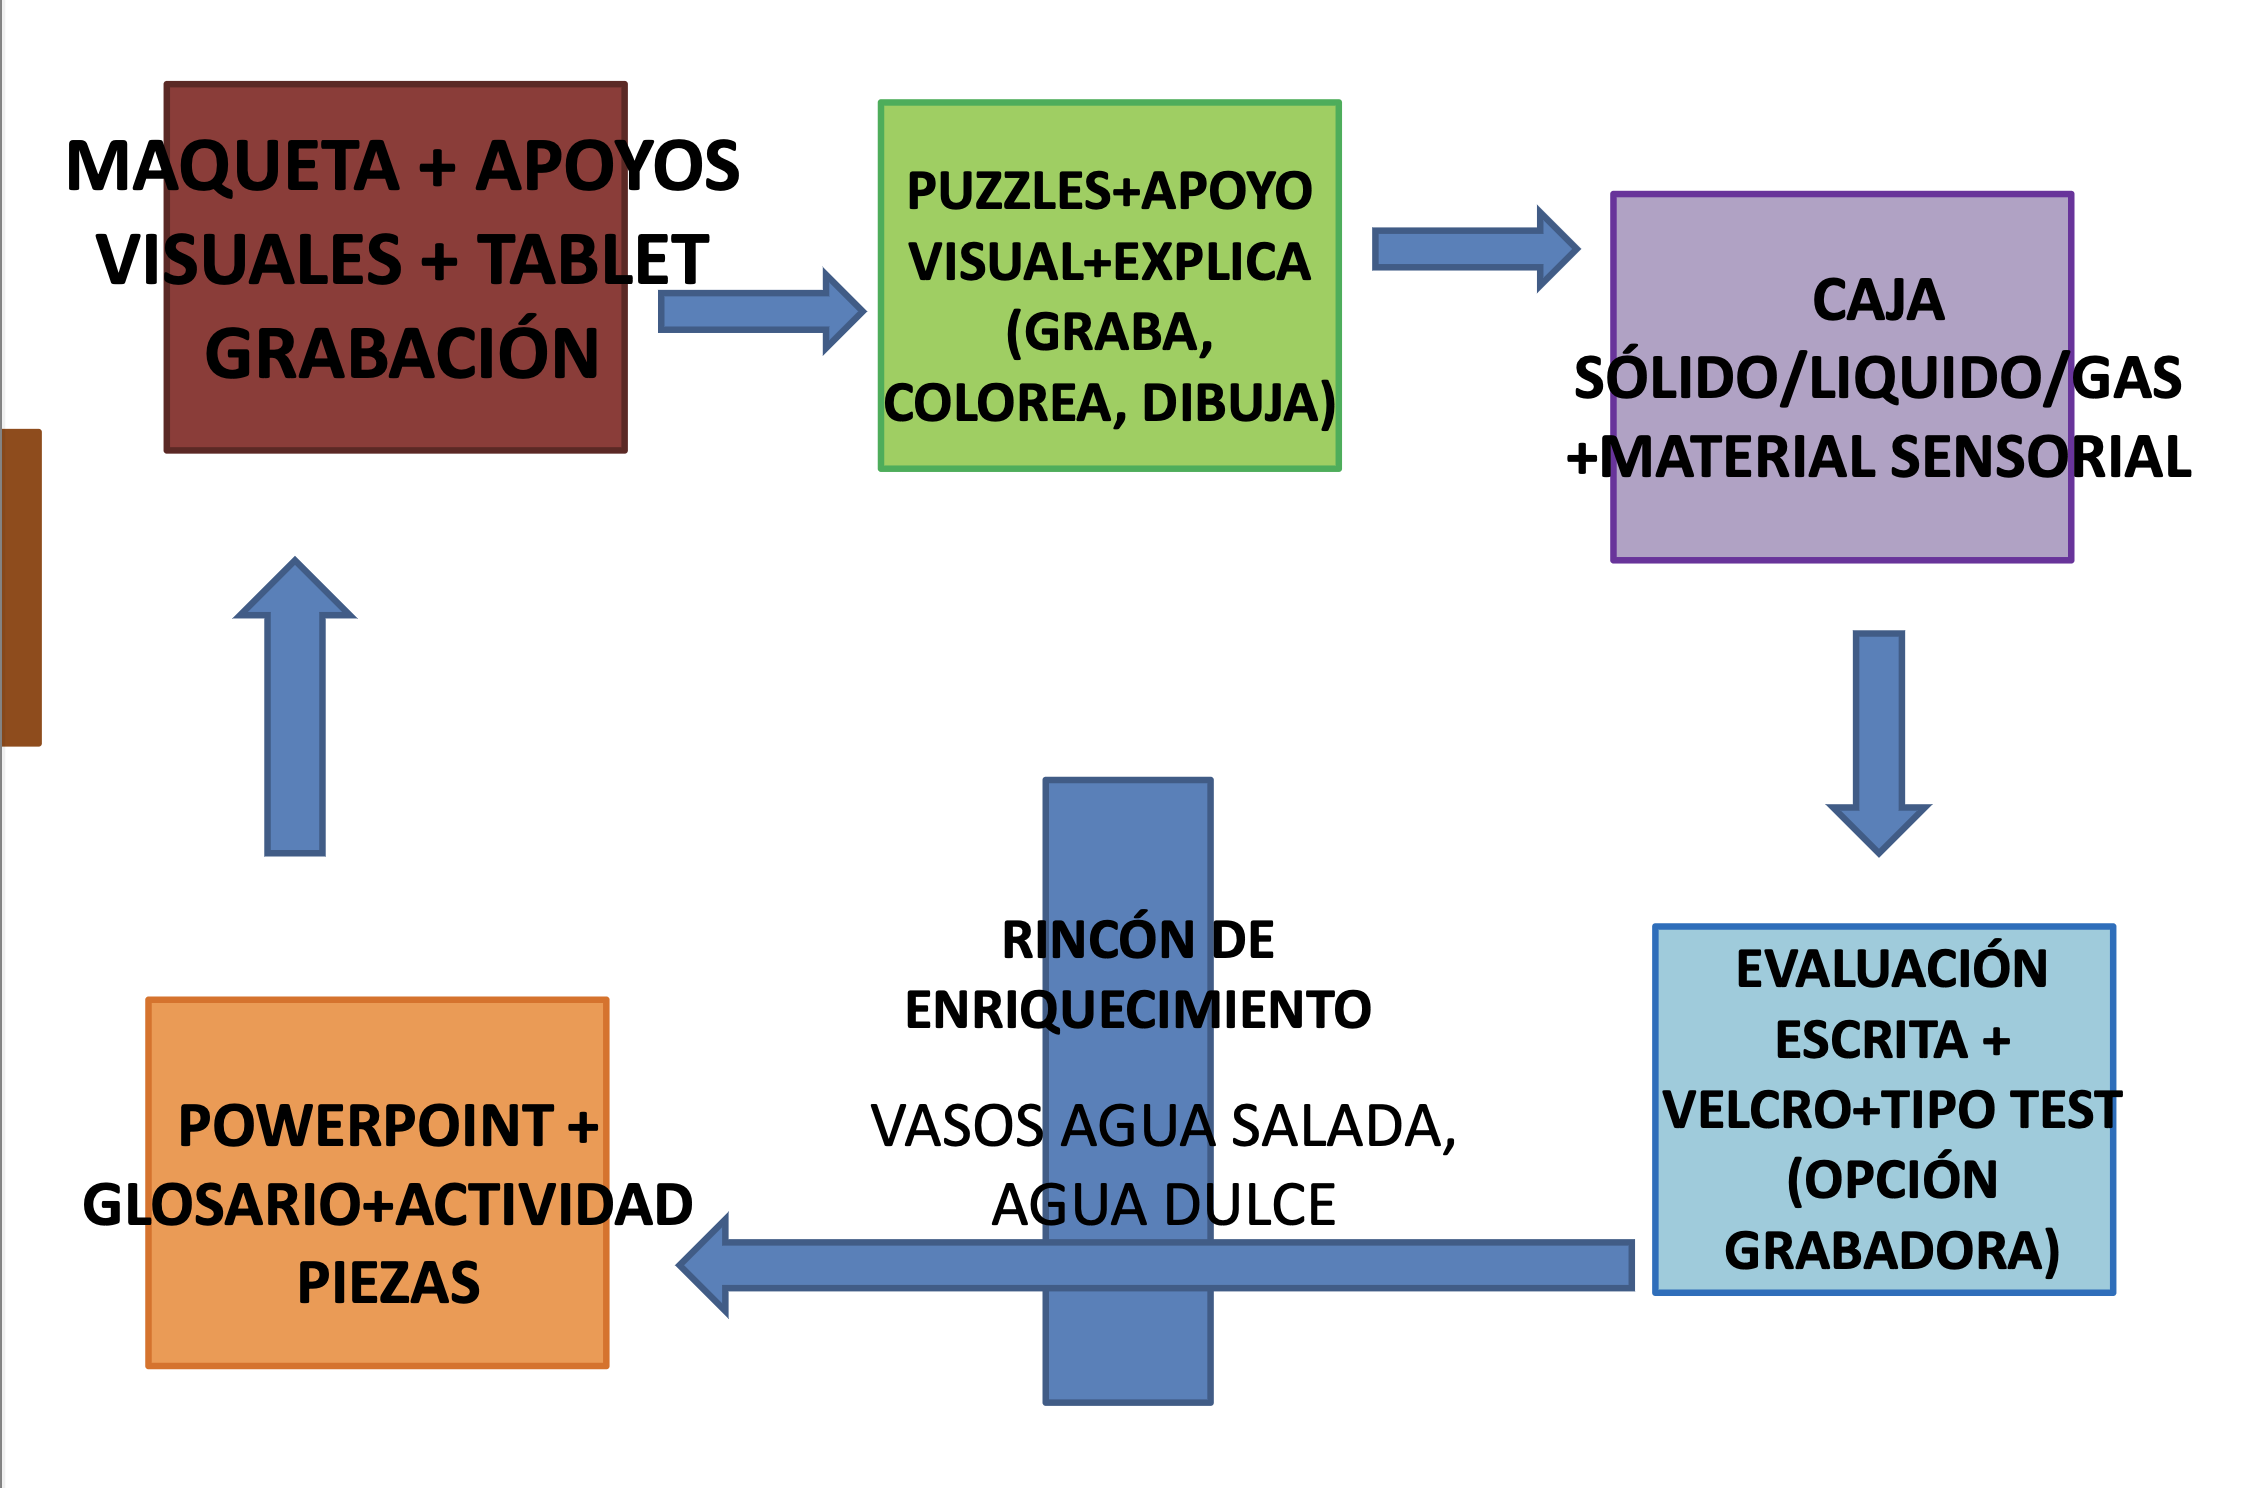 MAQUETA + APOYOS
VISUALES + TABLET
GRABACIÓN
PUZZLES+APOYO
VISUAL+EXPLICA
(GRABA,
COLOREA, DIBUJA)
CAJA
SÓLIDO/LIQUIDO/GAS
+MATERIAL SENSORIAL
EVALUACIÓN
ESCRITA +
VELCRO+TIPO TEST
(OPCIÓN
GRABADORA)
RINCÓN DE
ENRIQUECIMIENTO
VASOS AGUA SALADA,
AGUA DULCE
POWERPOINT +
GLOSARIO+ACTIVIDAD
PIEZAS